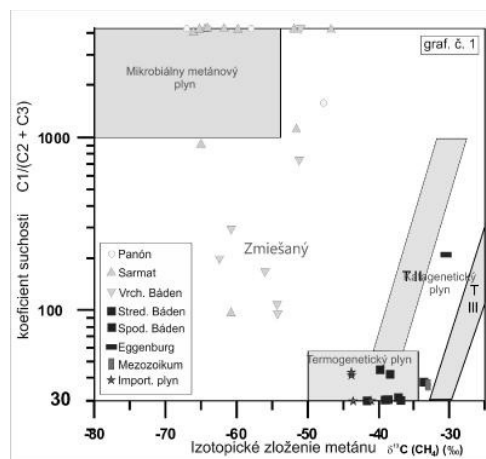 graf. č. 1
Mikrobiálny metánový
plyn
koeficient suchosti C1/(C2 + C3)
1000
100
30
Zmiešaný
Panón
Sarmat
Vrch. Báden
Stred. Báden
Spod. Báden
Eggenburg
Mezozoikum
Import. plyn
T II
Katagenetický
plyn
T
III
Termogenetický plyn
-80 -70 -60 -50 -40 -30 -25
Izotopické zloženie metánu δ¹³C (CH₄) (‰)